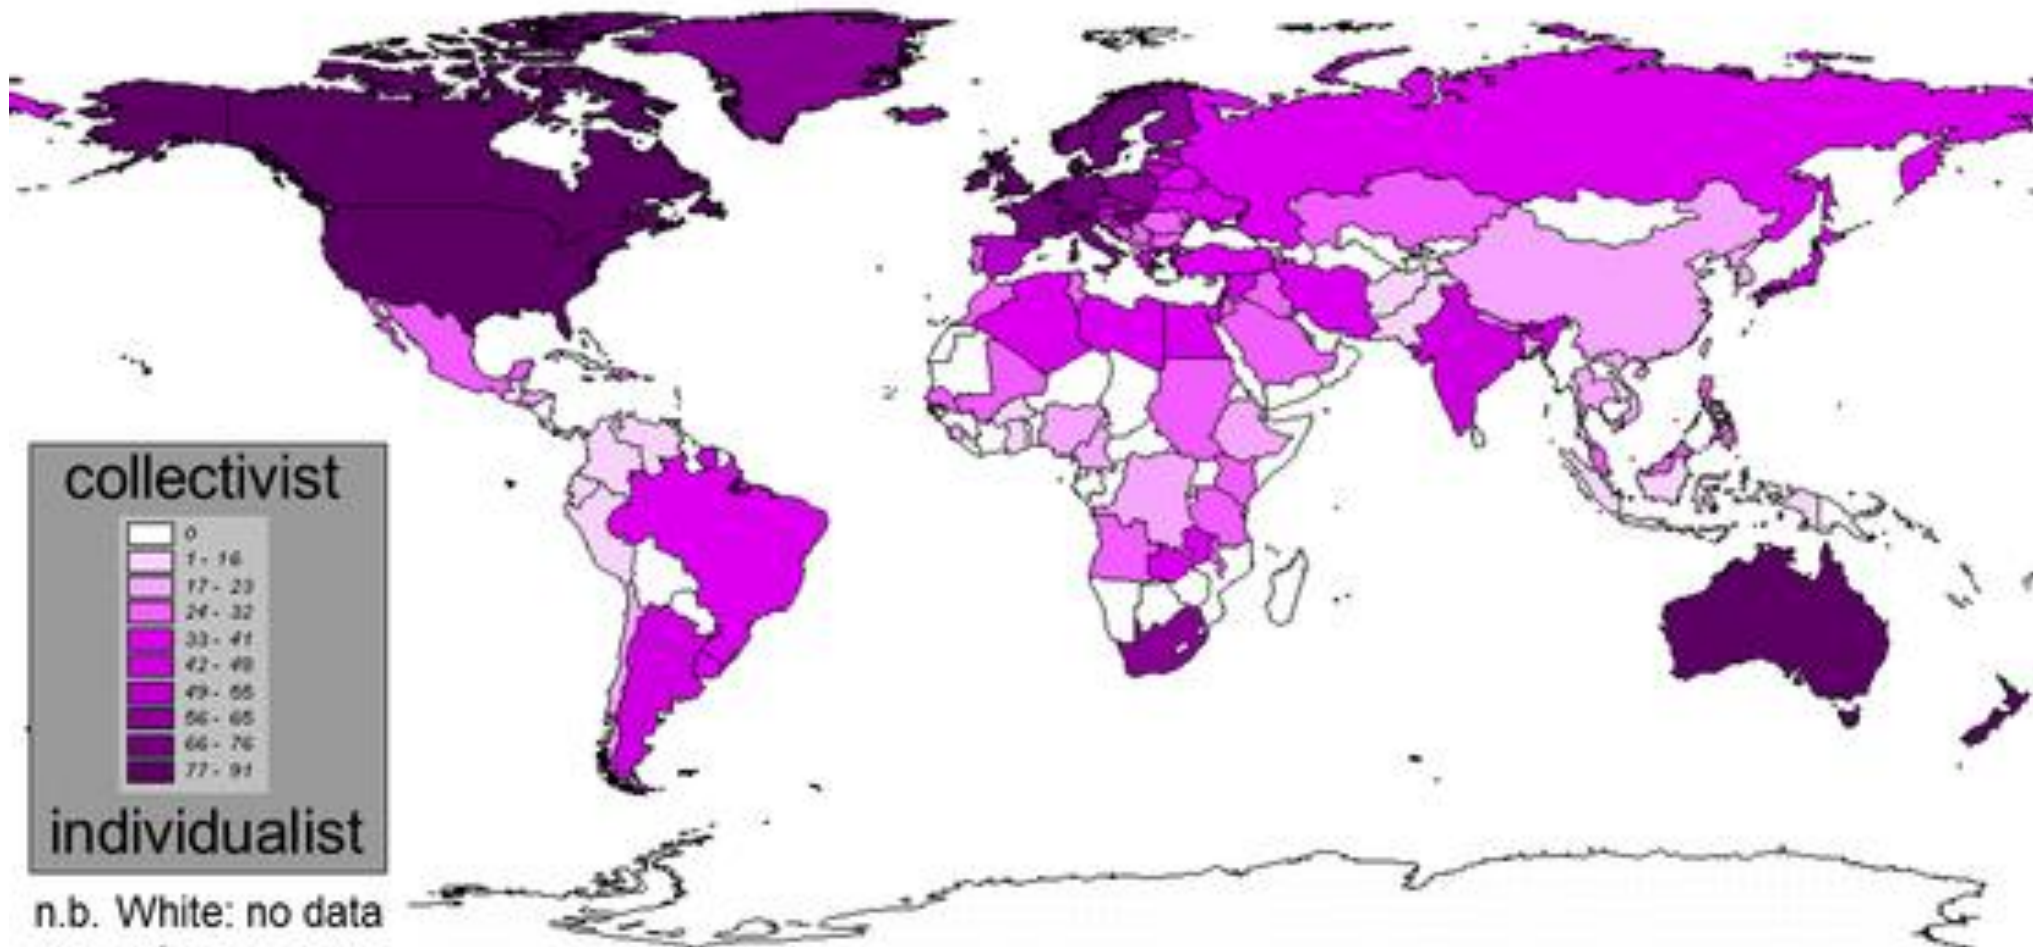 collectivist
0
1 - 16
17 - 23
24 - 32
33 - 41
42 - 48
49 - 55
56 - 65
66 - 76
77 - 91
individualist
n.b. White: no data